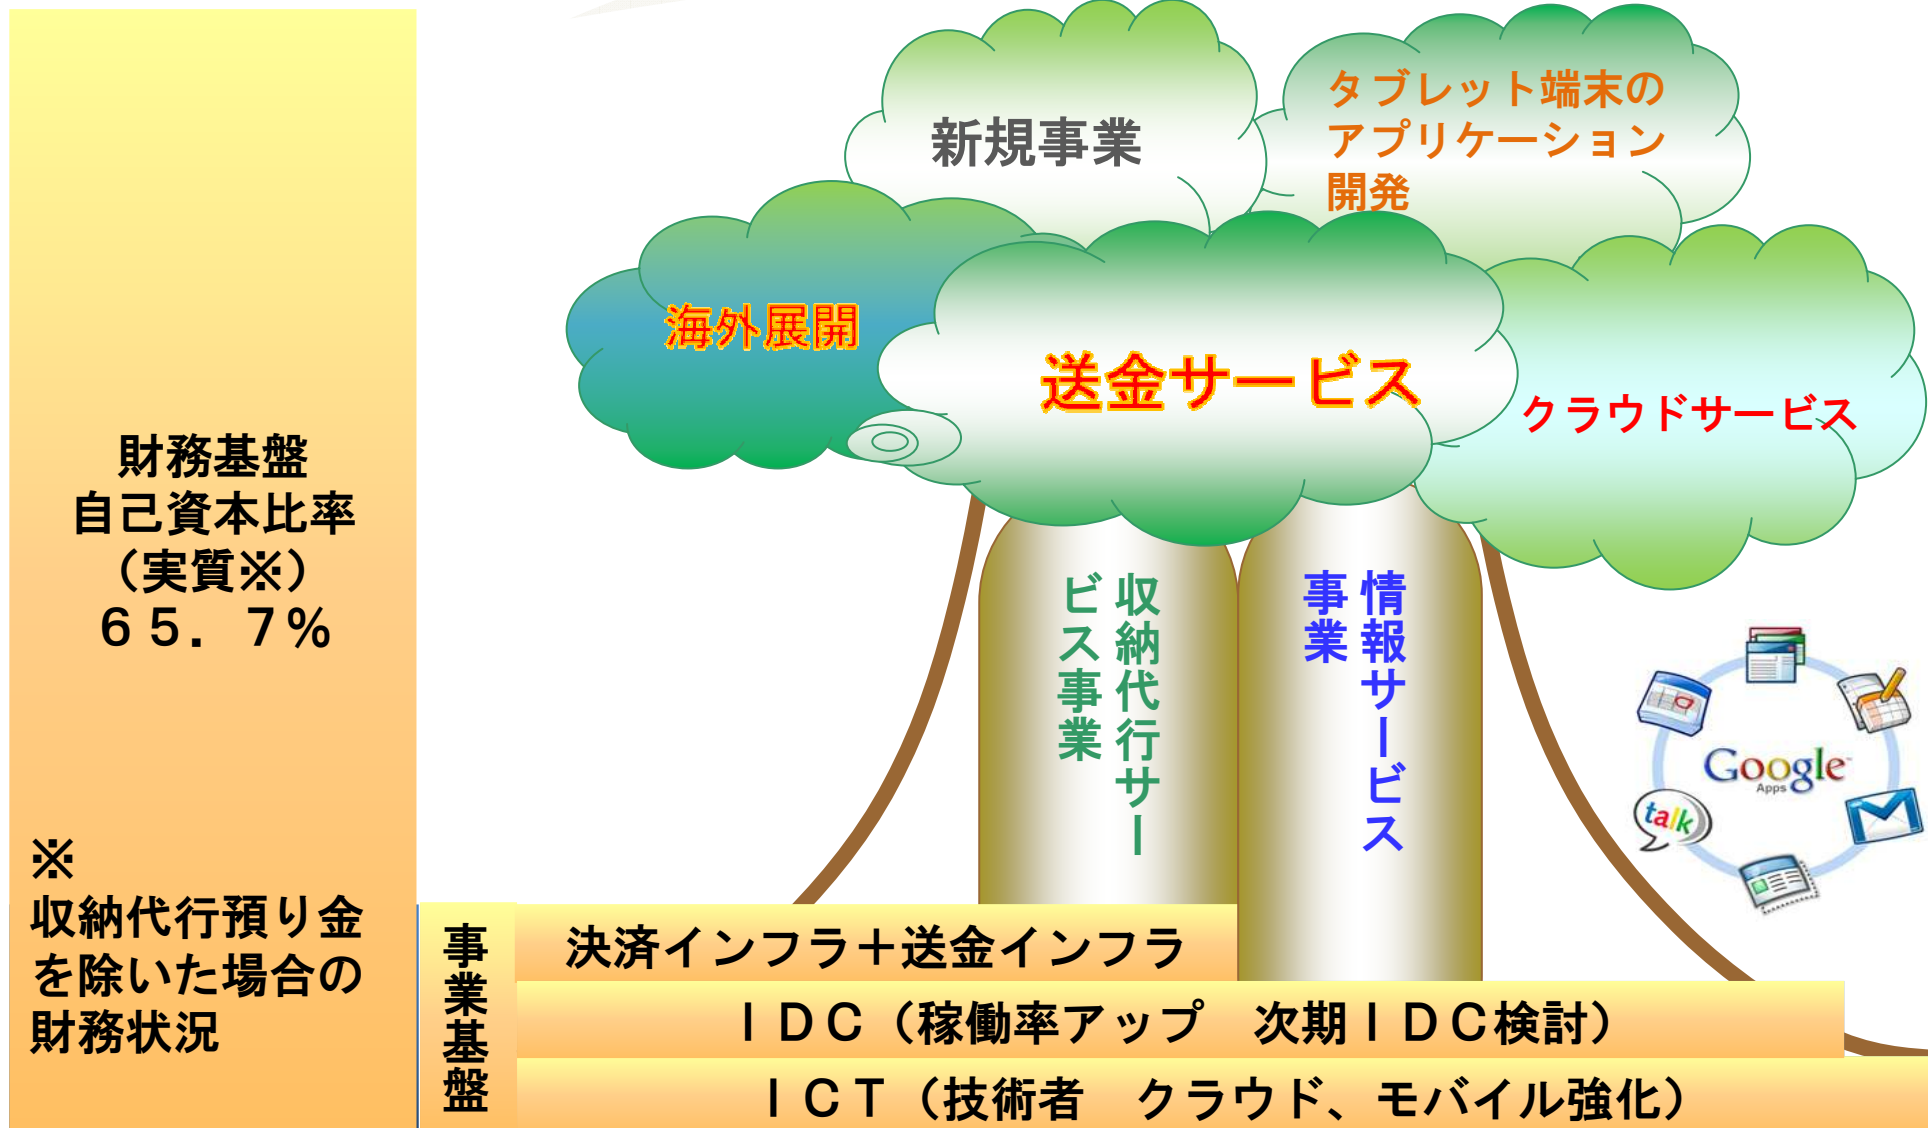 新規事業
タブレット端末の
アプリケーション
開発
海外展開
送金サービス
クラウドサービス
財務基盤
自己資本比率
（実質※）
６５．７％
※
収納代行預り金
を除いた場合の
財務状況
収納代行サー
ビス事業
情報サービス
事業
Google
Apps
talk
事業基盤
決済インフラ＋送金インフラ
ＩＤＣ（稼働率アップ　次期ＩＤＣ検討）
ＩＣＴ（技術者　クラウド、モバイル強化）